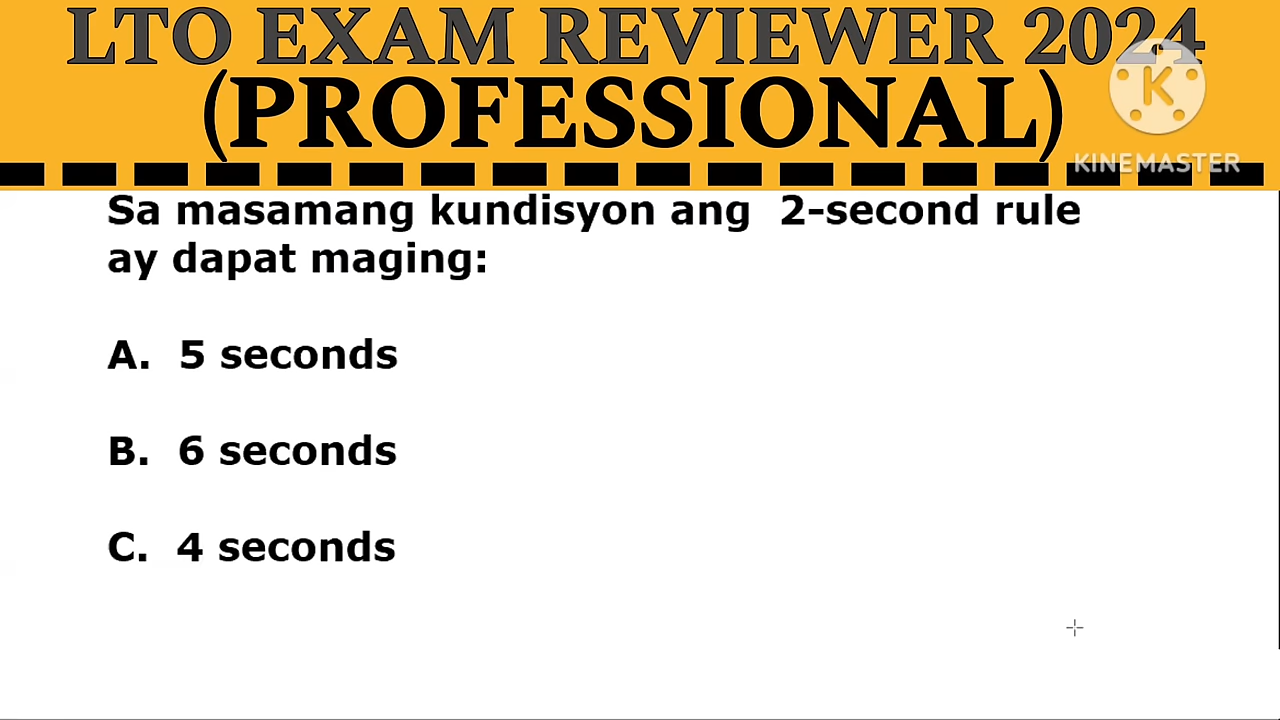 LTO EXAM REVIEWER 2024
(PROFESSIONAL)
K
KINEMASTER
Sa masamang kundisyon ang 2-second rule
ay dapat maging:
A. 5 seconds
B. 6 seconds
C. 4 seconds